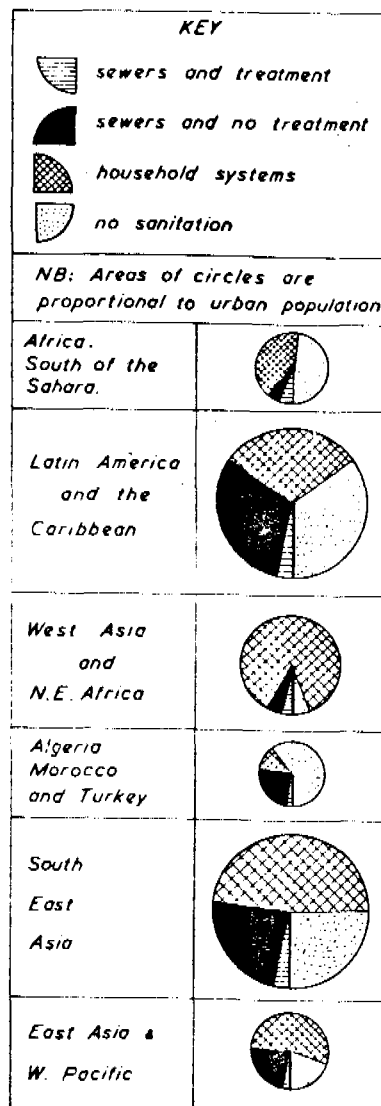 KEY
sewers and treatment
sewers and no treatment
household systems
no sanitation
NB: Areas of circles are
proportional to urban population
Africa.
South of the
Sahara.
Latin America
and the
Caribbean
West Asia
and
N.E. Africa
Algeria
Morocco
and Turkey
South
East
Asia
East Asia &
W. Pacific